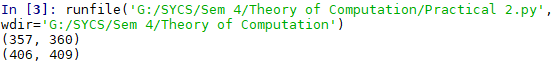 In [3]: runfile('G:/SYCS/Sem 4/Theory of Computation/Practical 2.py',
wdir='G:/SYCS/Sem 4/Theory of Computation')
(357, 360)
(406, 409)